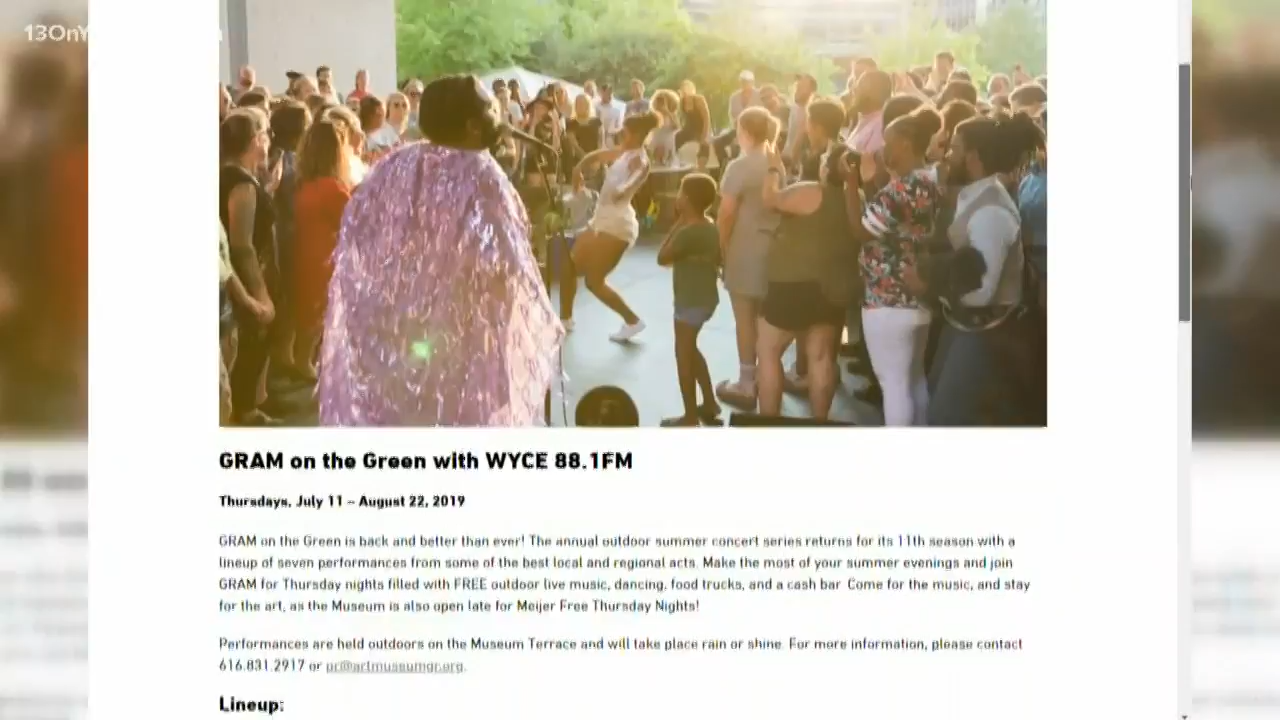 13OnY
GRAM on the Green with WYCE 88.1FM
Thursdays, July 11 – August 22, 2019
GRAM on the Green is back and better than ever! The annual outdoor summer concert series returns for its 11th season with a
lineup of seven performances from some of the best local and regional acts. Make the most of your summer evenings and join
GRAM for Thursday nights filled with FREE outdoor live music, dancing, food trucks, and a cash bar. Come for the music, and stay
for the art, as the Museum is also open late for Meijer Free Thursday Nights!
Performances are held outdoors on the Museum Terrace and will take place rain or shine. For more information, please contact
616.831.2917 or pr@artmuseumgr.org.
Lineup: